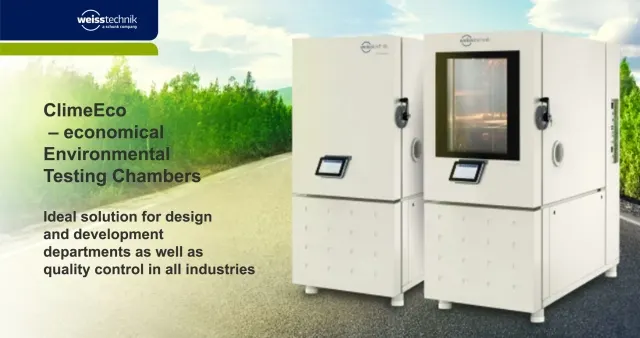 weisstechnik
a schunk company
ClimeEco
– economical
Environmental
Testing Chambers
Ideal solution for design
and development
departments as well as
quality control in all industries